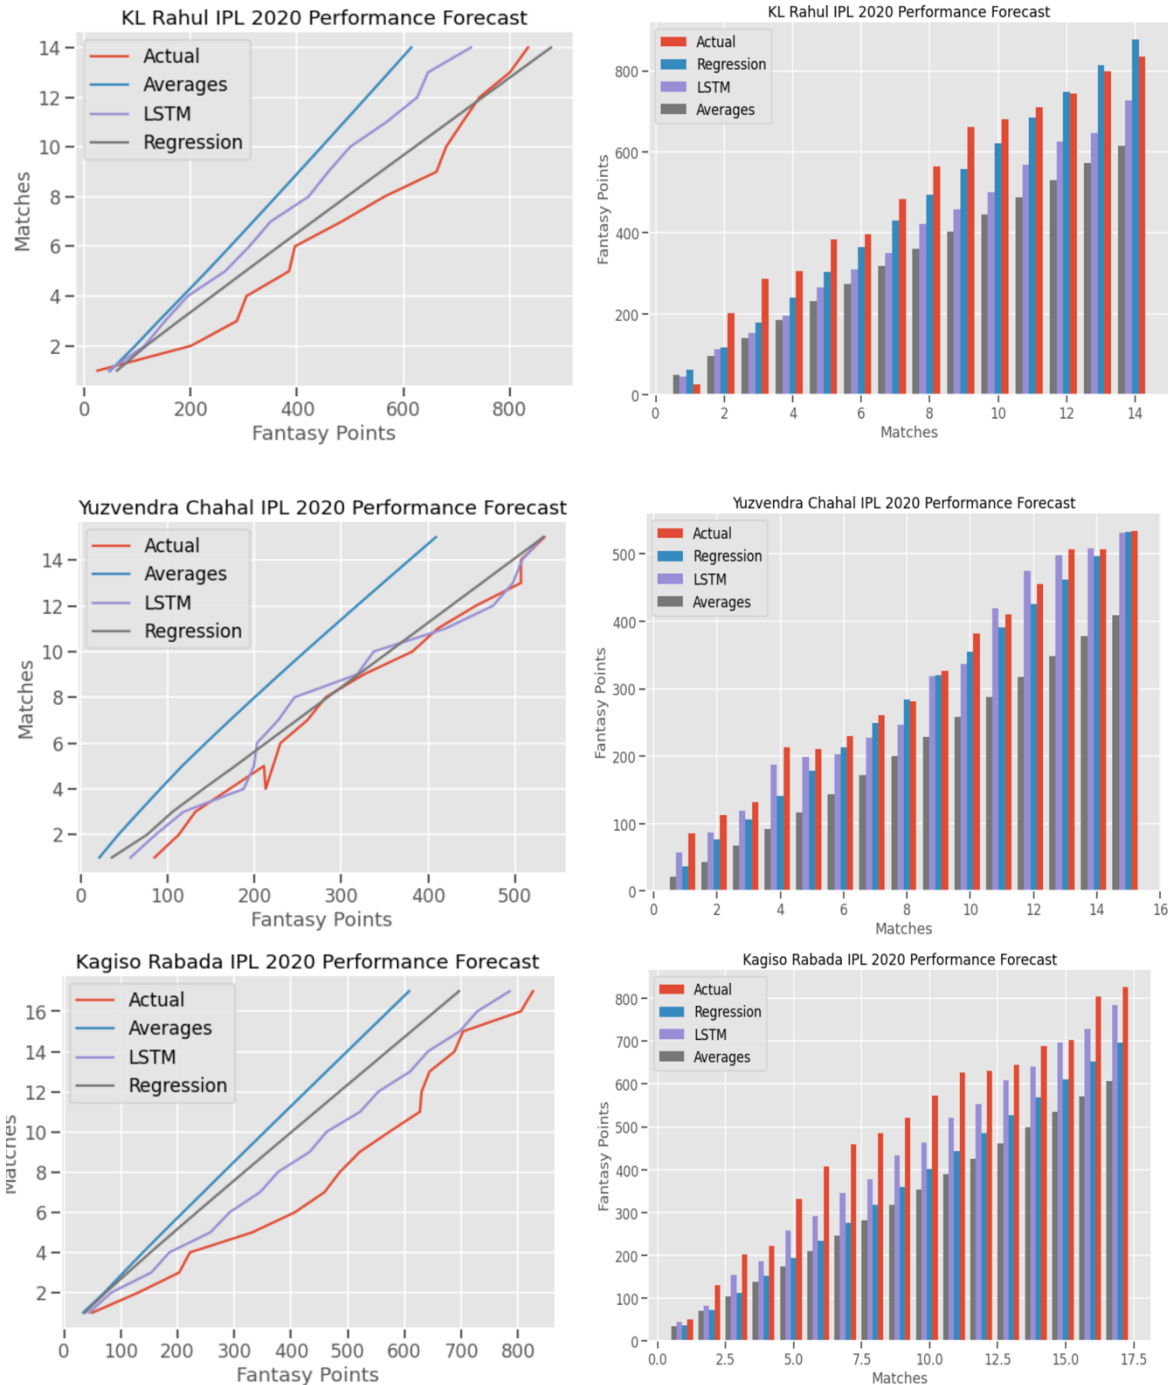 KL Rahul IPL 2020 Performance Forecast
Actual
Averages
LSTM
Regression
14
12
10
8
6
4
2
Matches
0 200 400 600 800
Fantasy Points
KL Rahul IPL 2020 Performance Forecast
Actual
Regression
LSTM
Averages
800
600
400
200
0
Fantasy Points
0 2 4 6 8 10 12 14
Matches
Yuzvendra Chahal IPL 2020 Performance Forecast
Actual
Averages
LSTM
Regression
14
12
10
8
6
4
2
Matches
0 100 200 300 400 500
Fantasy Points
Yuzvendra Chahal IPL 2020 Performance Forecast
Actual
Regression
LSTM
Averages
500
400
300
200
100
0
Fantasy Points
0 2 4 6 8 10 12 14 16
Matches
Kagiso Rabada IPL 2020 Performance Forecast
Actual
Averages
LSTM
Regression
16
14
12
10
8
6
4
2
Matches
0 100 200 300 400 500 600 700 800
Fantasy Points
Kagiso Rabada IPL 2020 Performance Forecast
Actual
Regression
LSTM
Averages
800
700
600
500
400
300
200
100
0
Fantasy Points
0.0 2.5 5.0 7.5 10.0 12.5 15.0 17.5
Matches